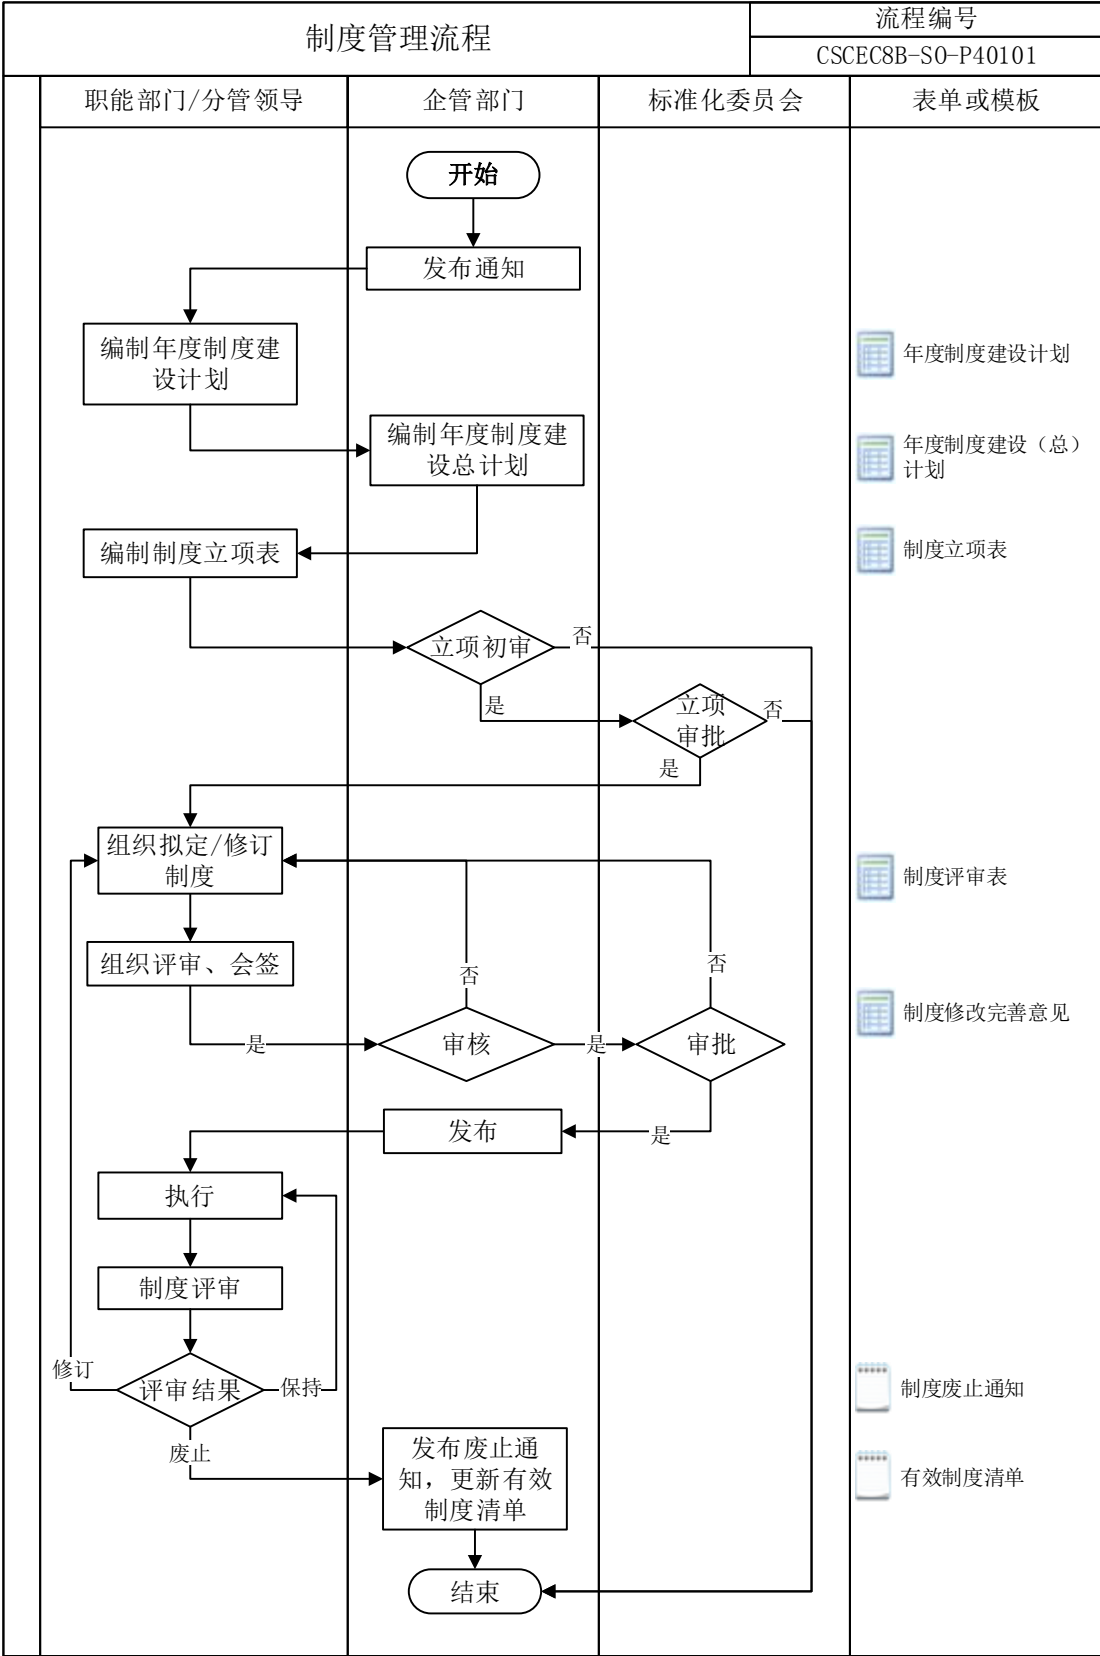 制度管理流程
流程编号
CSCEC8B-SO-P40101
职能部门/分管领导
企管部门
标准化委员会
表单或模板
开始
发布通知
编制年度制度建
设计划
年度制度建设计划
编制年度制度建
设总计划
年度制度建设（总）
计划
编制制度立项表
制度立项表
立项初审
否
是
立项
审批
否
是
组织拟定/修订
制度
制度评审表
组织评审、会签
否
否
制度修改完善意见
是
审核
是
审批
发布
是
执行
制度评审
修订
评审结果
保持
制度废止通知
废止
发布废止通
知，更新有效
制度清单
有效制度清单
结束